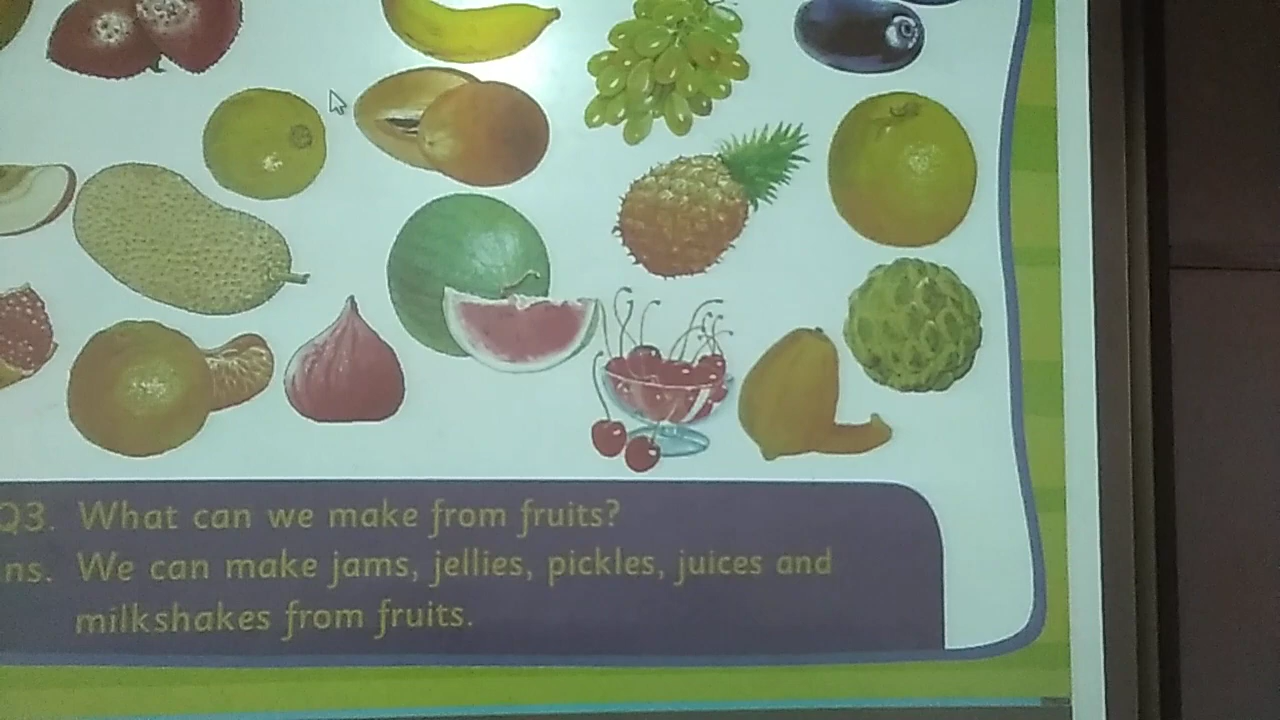 Q3. What can we make from fruits?
ns. We can make jams, jellies, pickles, juices and
milkshakes from fruits.